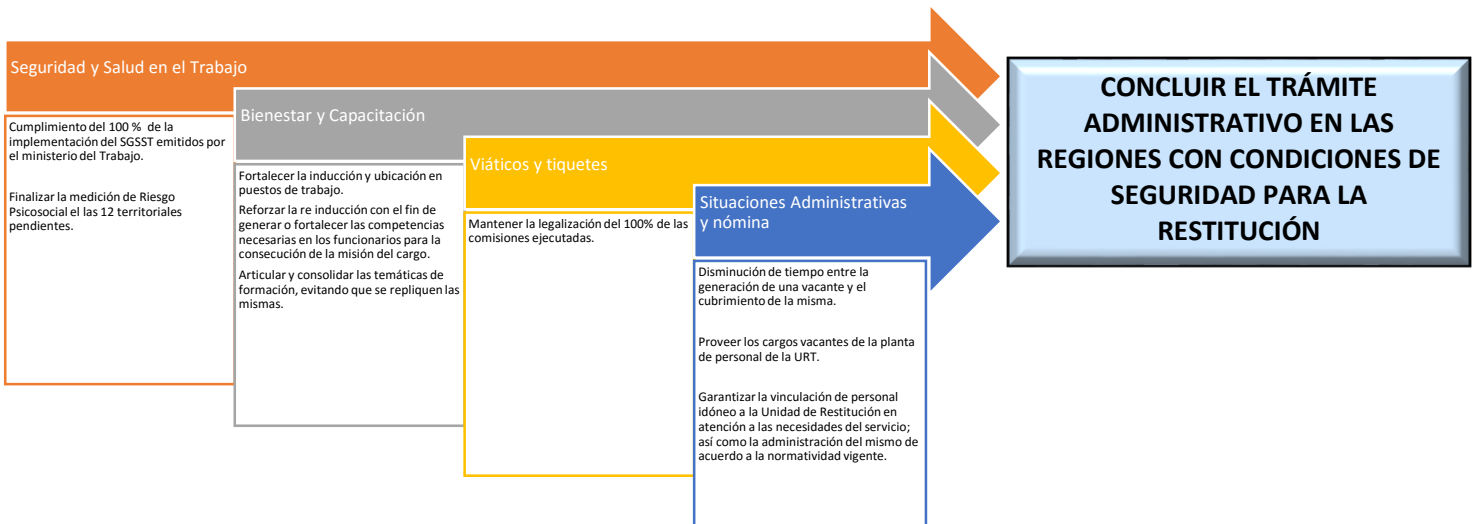 Seguridad y Salud en el Trabajo
Cumplimiento del 100 % de la
implementación del SGSST emitidos por
el ministerio del Trabajo.
Finalizar la medición de Riesgo
Psicosocial el las 12 territoriales
pendientes.
Bienestar y Capacitación
Fortalecer la inducción y ubicación en
puestos de trabajo.
Reforzar la re inducción con el fin de
generar o fortalecer las competencias
necesarias en los funcionarios para la
consecución de la misión del cargo.
Articular y consolidar las temáticas de
formación, evitando que se repliquen las
mismas.
Viáticos y tiquetes
Mantener la legalización del 100% de las
comisiones ejecutadas.
Situaciones Administrativas
y nómina
Disminución de tiempo entre la
generación de una vacante y el
cubrimiento de la misma.
Proveer los cargos vacantes de la planta
de personal de la URT.
Garantizar la vinculación de personal
idóneo a la Unidad de Restitución en
atención a las necesidades del servicio;
así como la administración del mismo de
acuerdo a la normatividad vigente.
CONCLUIR EL TRÁMITE
ADMINISTRATIVO EN LAS
REGIONES CON CONDICIONES DE
SEGURIDAD PARA LA
RESTITUCIÓN